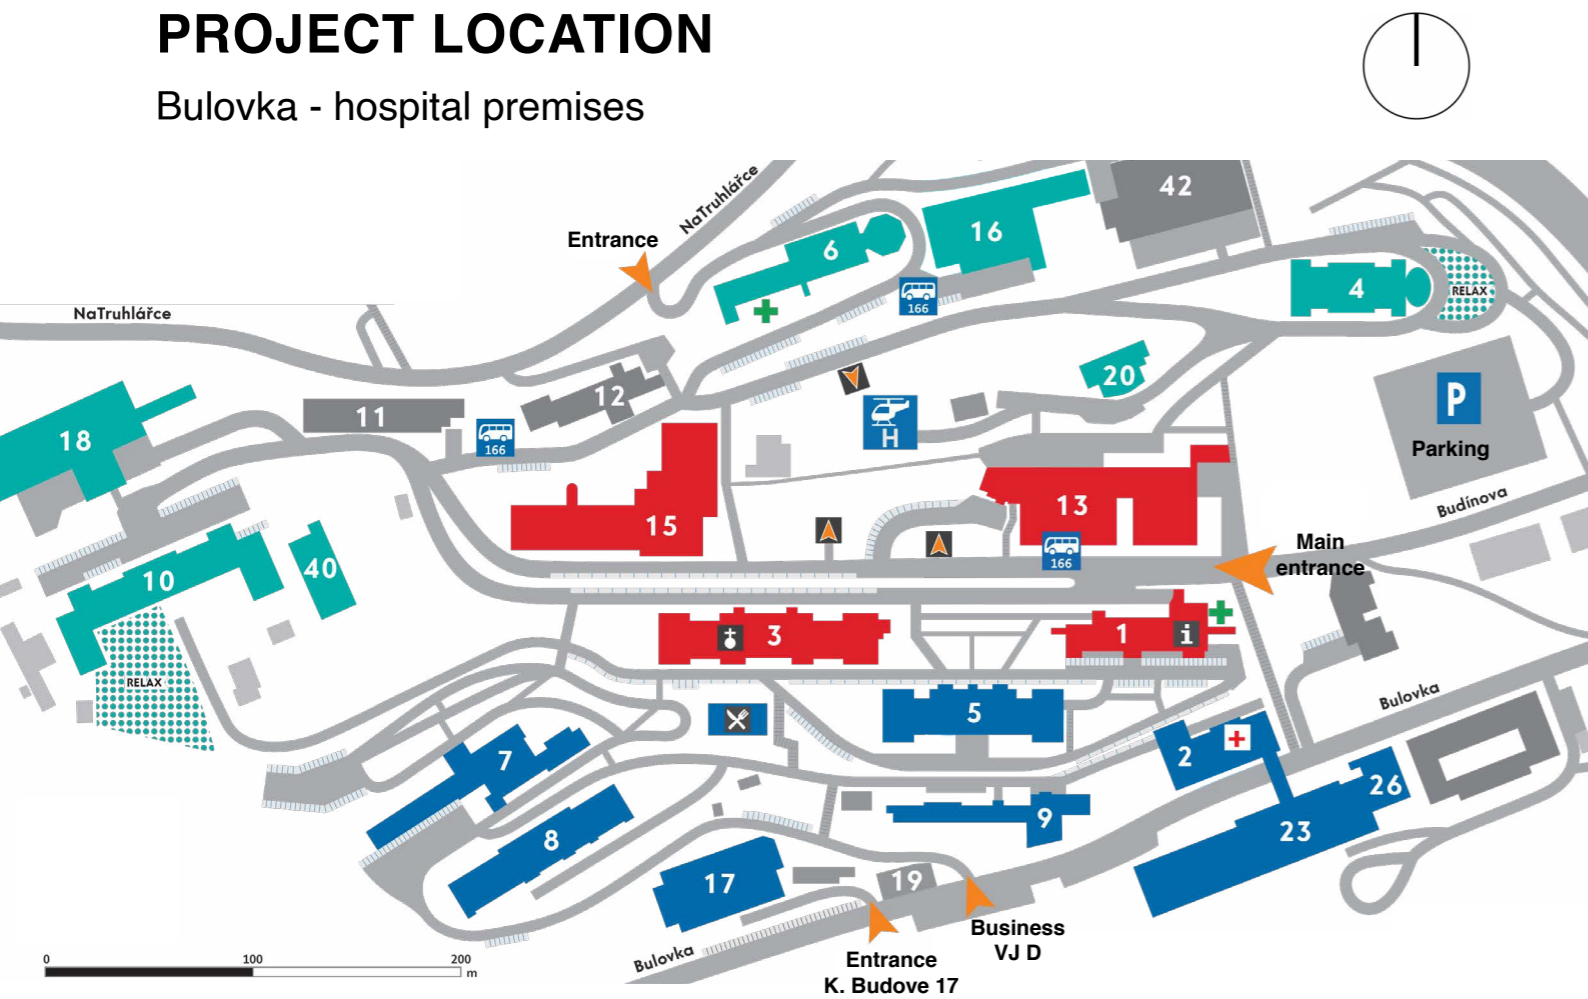 PROJECT LOCATION
Bulovka - hospital premises
NaTruhlářce
42
16
6
Entrance
4
RELAX
166
NaTruhlářce
20
12
P
11
18
166
H
Parking
13
15
Budínova
166
Main
entrance
10
40
3
1
i
RELAX
5
Bulovka
2
7
26
9
23
8
17
19
Business
VJ D
Bulovka
Entrance
K. Budove 17
0 100 200
m